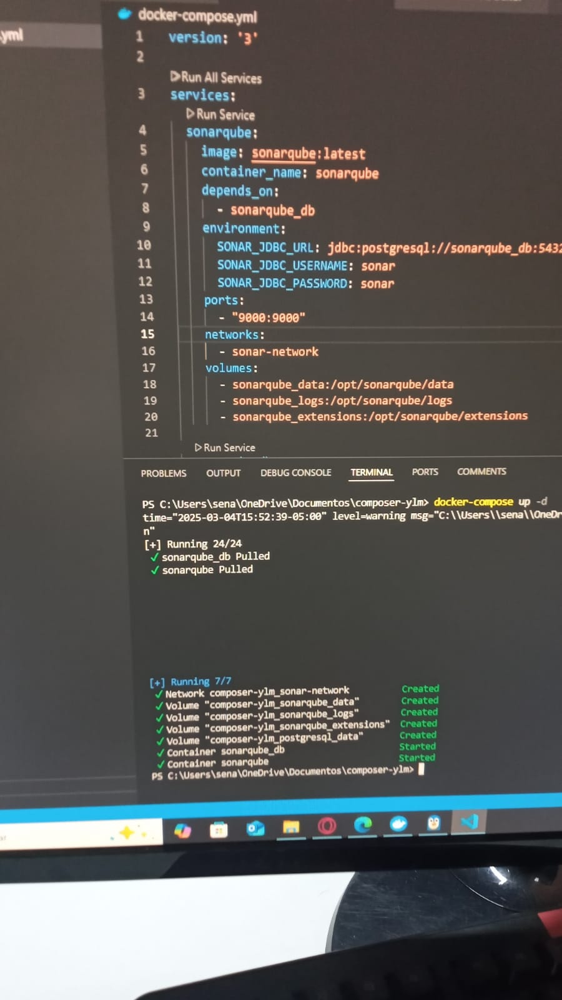 .yml
docker-compose.yml
1 version: '3'
2
Run All Services
3 services:
Run Service
4 sonarqube:
5 image: sonarqube:latest
6 container_name: sonarqube
7 depends_on:
8 - sonarqube_db
9 environment:
10 SONAR_JDBC_URL: jdbc:postgresql://sonarqube_db:5432
11 SONAR_JDBC_USERNAME: sonar
12 SONAR_JDBC_PASSWORD: sonar
13 ports:
14 - "9000:9000"
15 networks:
16 - sonar-network
17 volumes:
18 - sonarqube_data:/opt/sonarqube/data
19 - sonarqube_logs:/opt/sonarqube/logs
20 - sonarqube_extensions:/opt/sonarqube/extensions
21
Run Service
PROBLEMS OUTPUT DEBUG CONSOLE TERMINAL PORTS COMMENTS
PS C:\Users\sena\OneDrive\Documentos\composer-ylm> docker-compose up -d
time="2025-03-04T15:52:39-05:00" level=warning msg="C:\\Users\\sena\\OneDr
n"
[+] Running 24/24
✓ sonarqube_db Pulled
✓ sonarqube Pulled
[+] Running 7/7
✓ Network composer-ylm_sonar-network Created
✓ Volume "composer-ylm_sonarqube_data" Created
✓ Volume "composer-ylm_sonarqube_logs" Created
✓ Volume "composer-ylm_sonarqube_extensions" Created
✓ Volume "composer-ylm_postgresql_data" Created
✓ Container sonarqube_db Started
✓ Container sonarqube Started
PS C:\Users\sena\OneDrive\Documentos\composer-ylm>